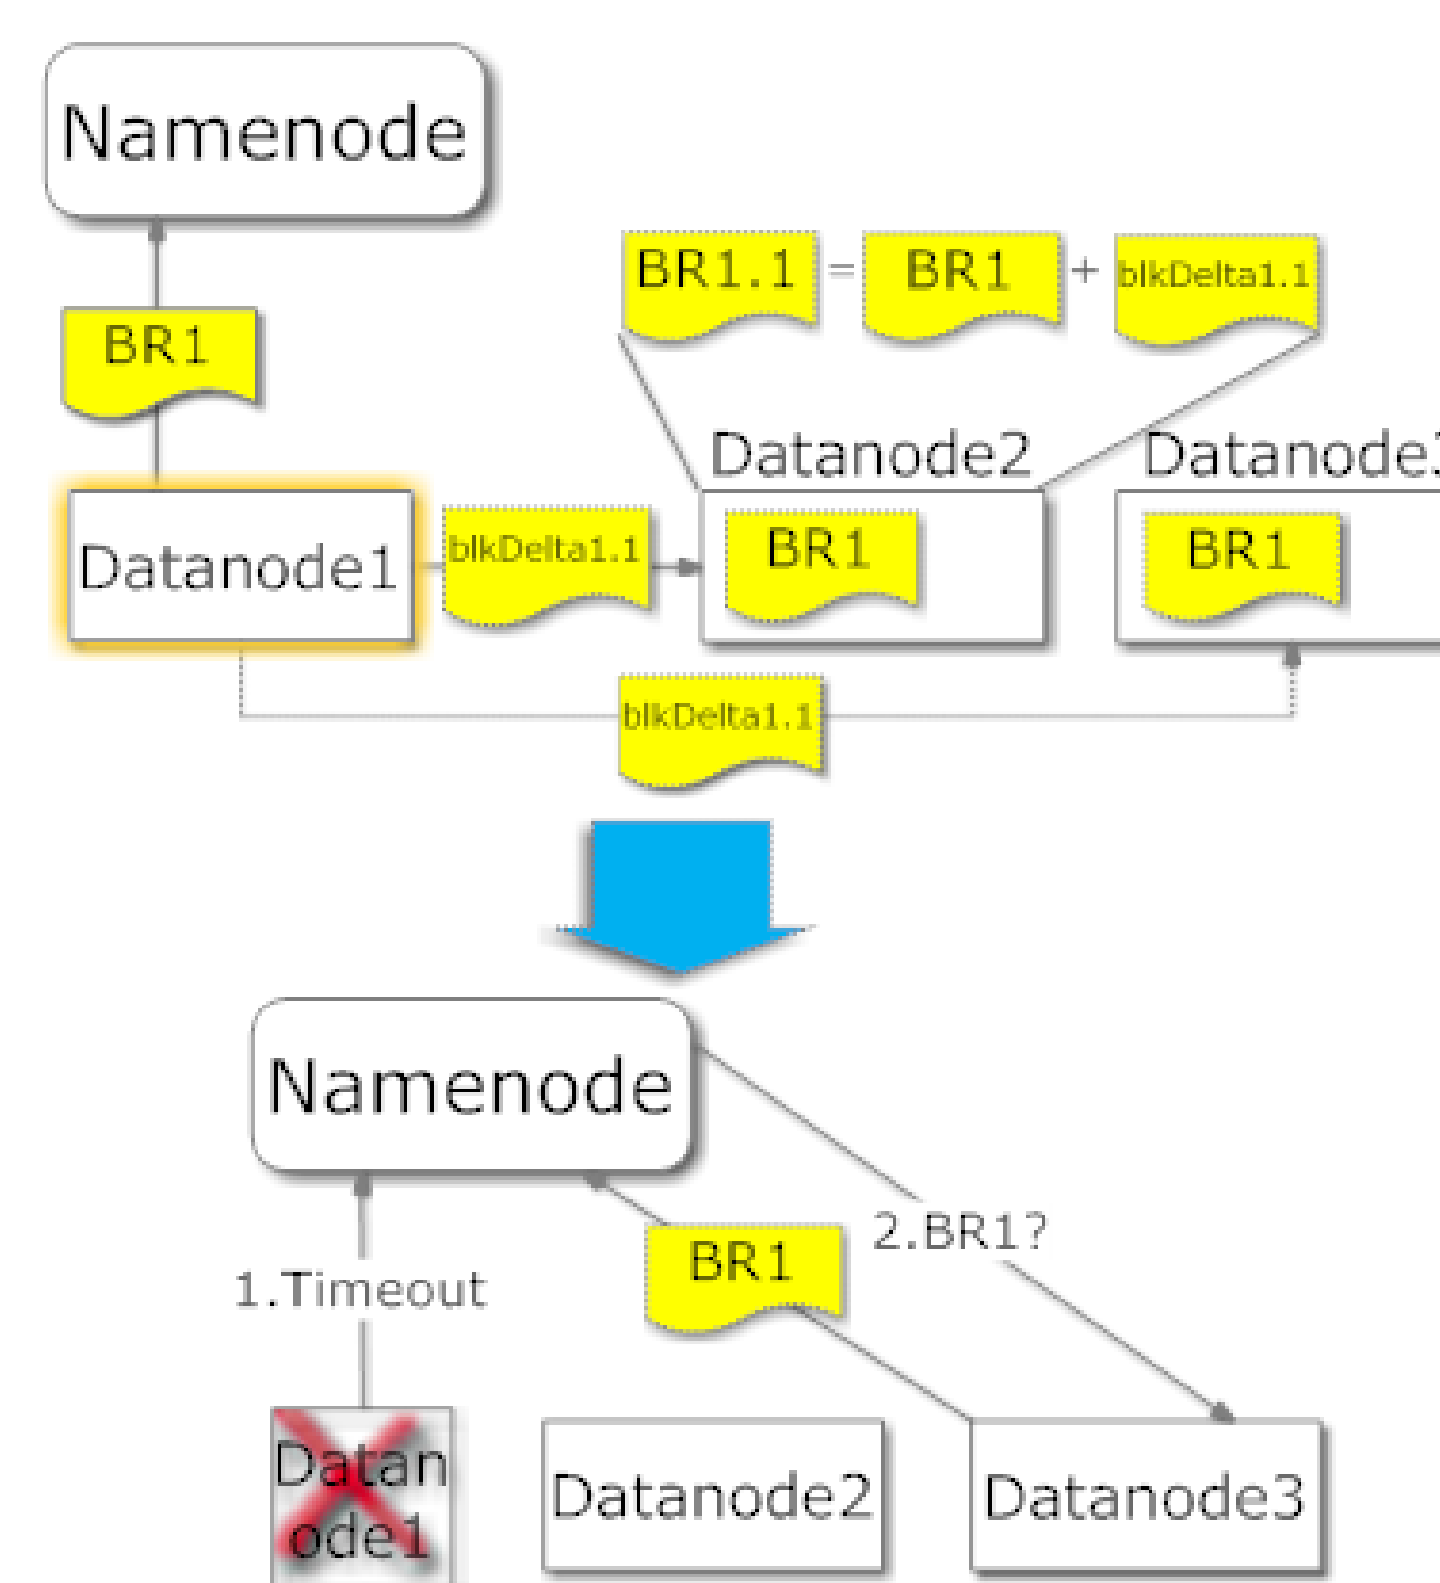 Namenode
BR1.1 = BR1 + blkDelta1.1
BR1
Datanode2
Datanode1
blkDelta1.1
BR1
BR1
blkDelta1.1
Namenode
2.BR1?
BR1
1.Timeout
Datan
ode1
Datanode2
Datanode3